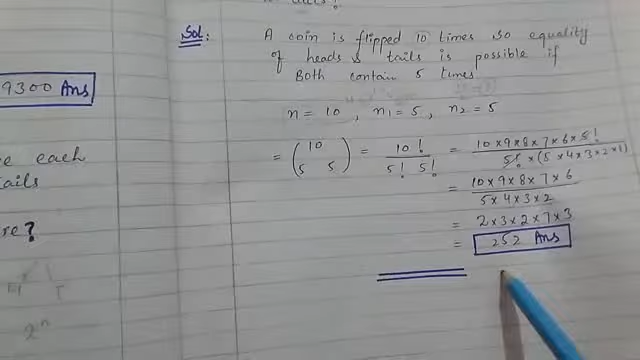 tails!
Sol:
A coin is flipped 10 times so equality
of heads & tails is possible if
Both contain 5 times
n = 10 , n₁ = 5 , n₂ = 5
= ( 10
5 5 ) = 10 ! / 5! 5! = 10×9×8×7×6×5! / 5! × (5×4×3×2×1)
= 10×9×8×7×6 / 5×4×3×2
= 2×3×2×7×3
= 252 Ans
9300 Ans
each
tails
re?
H T
2ⁿ